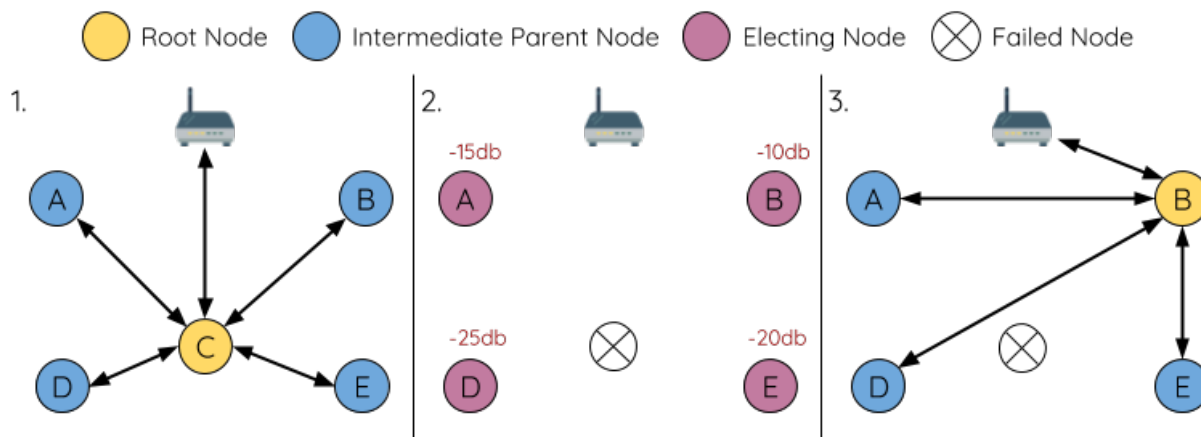 Root Node Intermediate Parent Node Electing Node Failed Node
1.
A
B
C
D
E
2.
-15db
-10db
A
B
-25db
-20db
D
E
3.
A
B
D
E